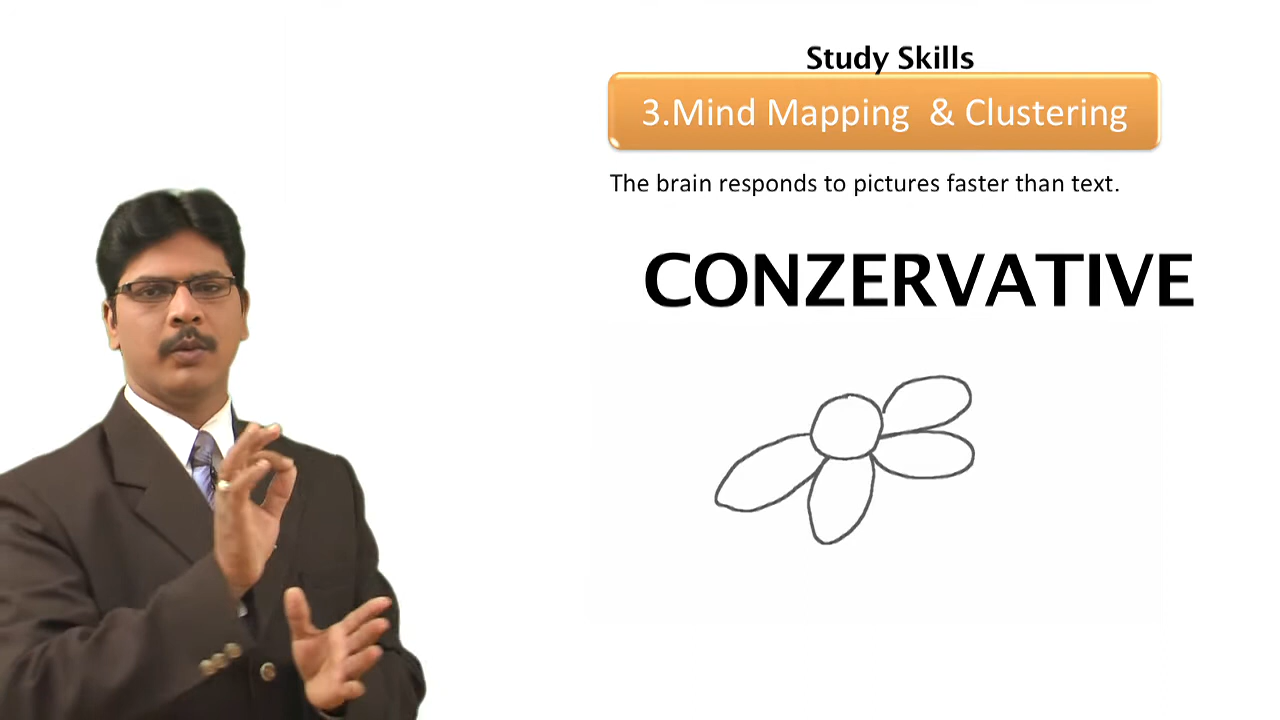 Study Skills
3.Mind Mapping & Clustering
The brain responds to pictures faster than text.
CONZERVATIVE